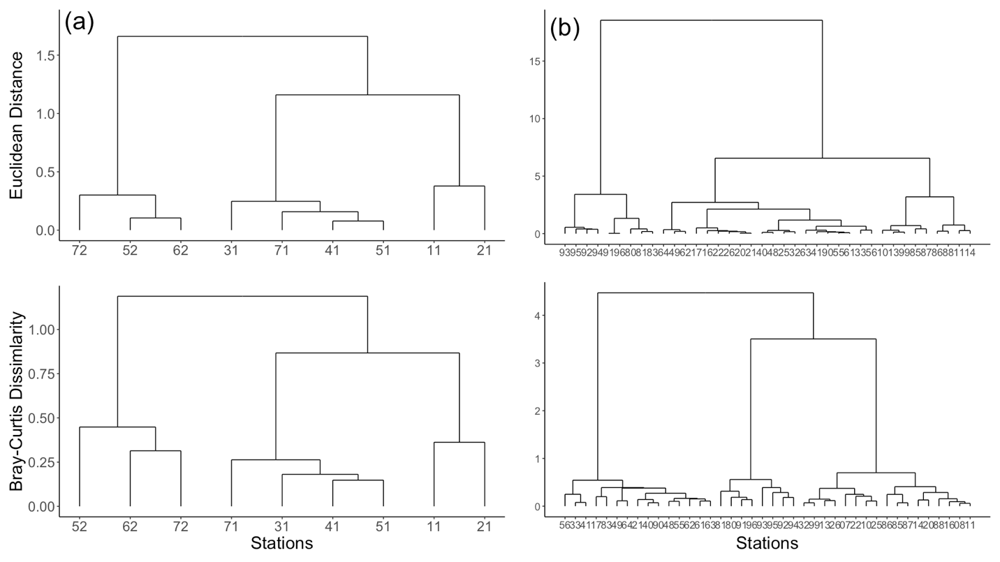 (a)
Euclidean Distance
1.5
1.0
0.5
0.0
72 52 62 31 71 41 51 11 21
(b)
15
10
5
0
Bray-Curtis Dissimlarity
1.00
0.75
0.50
0.25
0.00
52 62 72 71 31 41 51 11 21
Stations
4
3
2
1
0
Stations